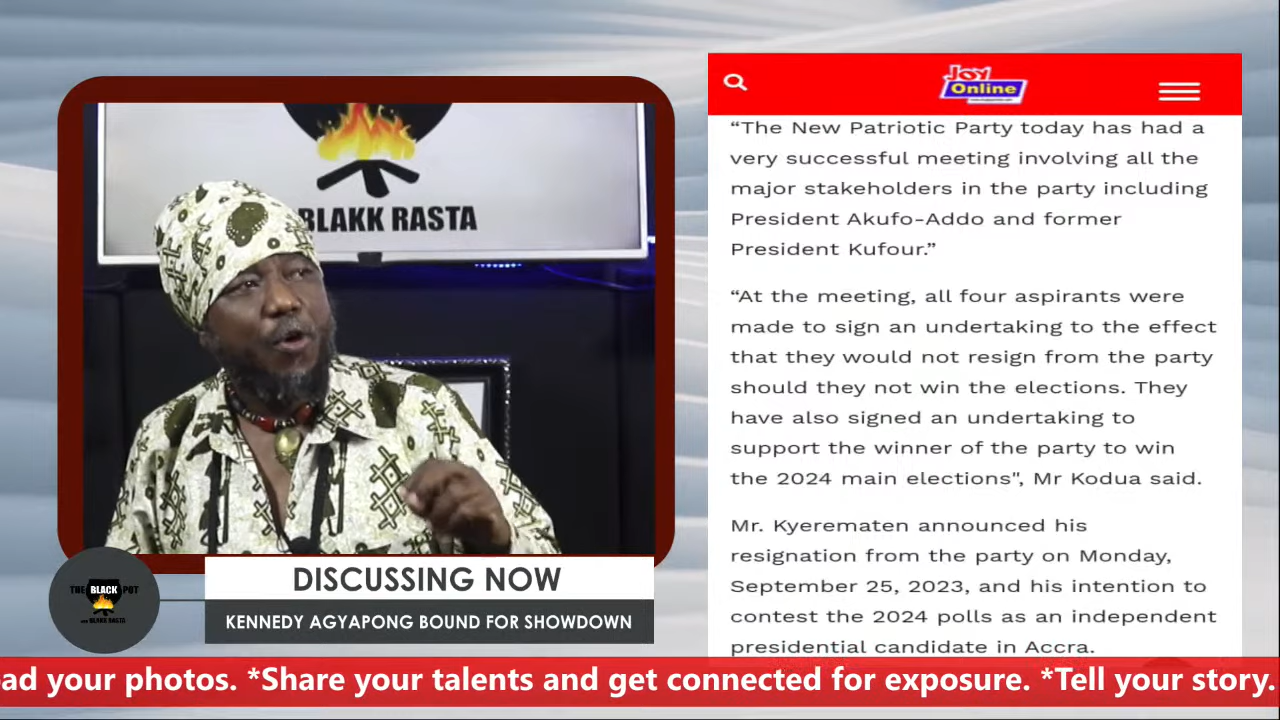 BLAKK RASTA
Joy
Online
“The New Patriotic Party today has had a
very successful meeting involving all the
major stakeholders in the party including
President Akufo-Addo and former
President Kufour.”
“At the meeting, all four aspirants were
made to sign an undertaking to the effect
that they would not resign from the party
should they not win the elections. They
have also signed an undertaking to
support the winner of the party to win
the 2024 main elections", Mr Kodua said.
Mr. Kyerematen announced his
resignation from the party on Monday,
September 25, 2023, and his intention to
contest the 2024 polls as an independent
presidential candidate in Accra.
THE BLACK POT
BLAKK RASTA
DISCUSSING NOW
KENNEDY AGYAPONG BOUND FOR SHOWDOWN
ad your photos. *Share your talents and get connected for exposure. *Tell your story.